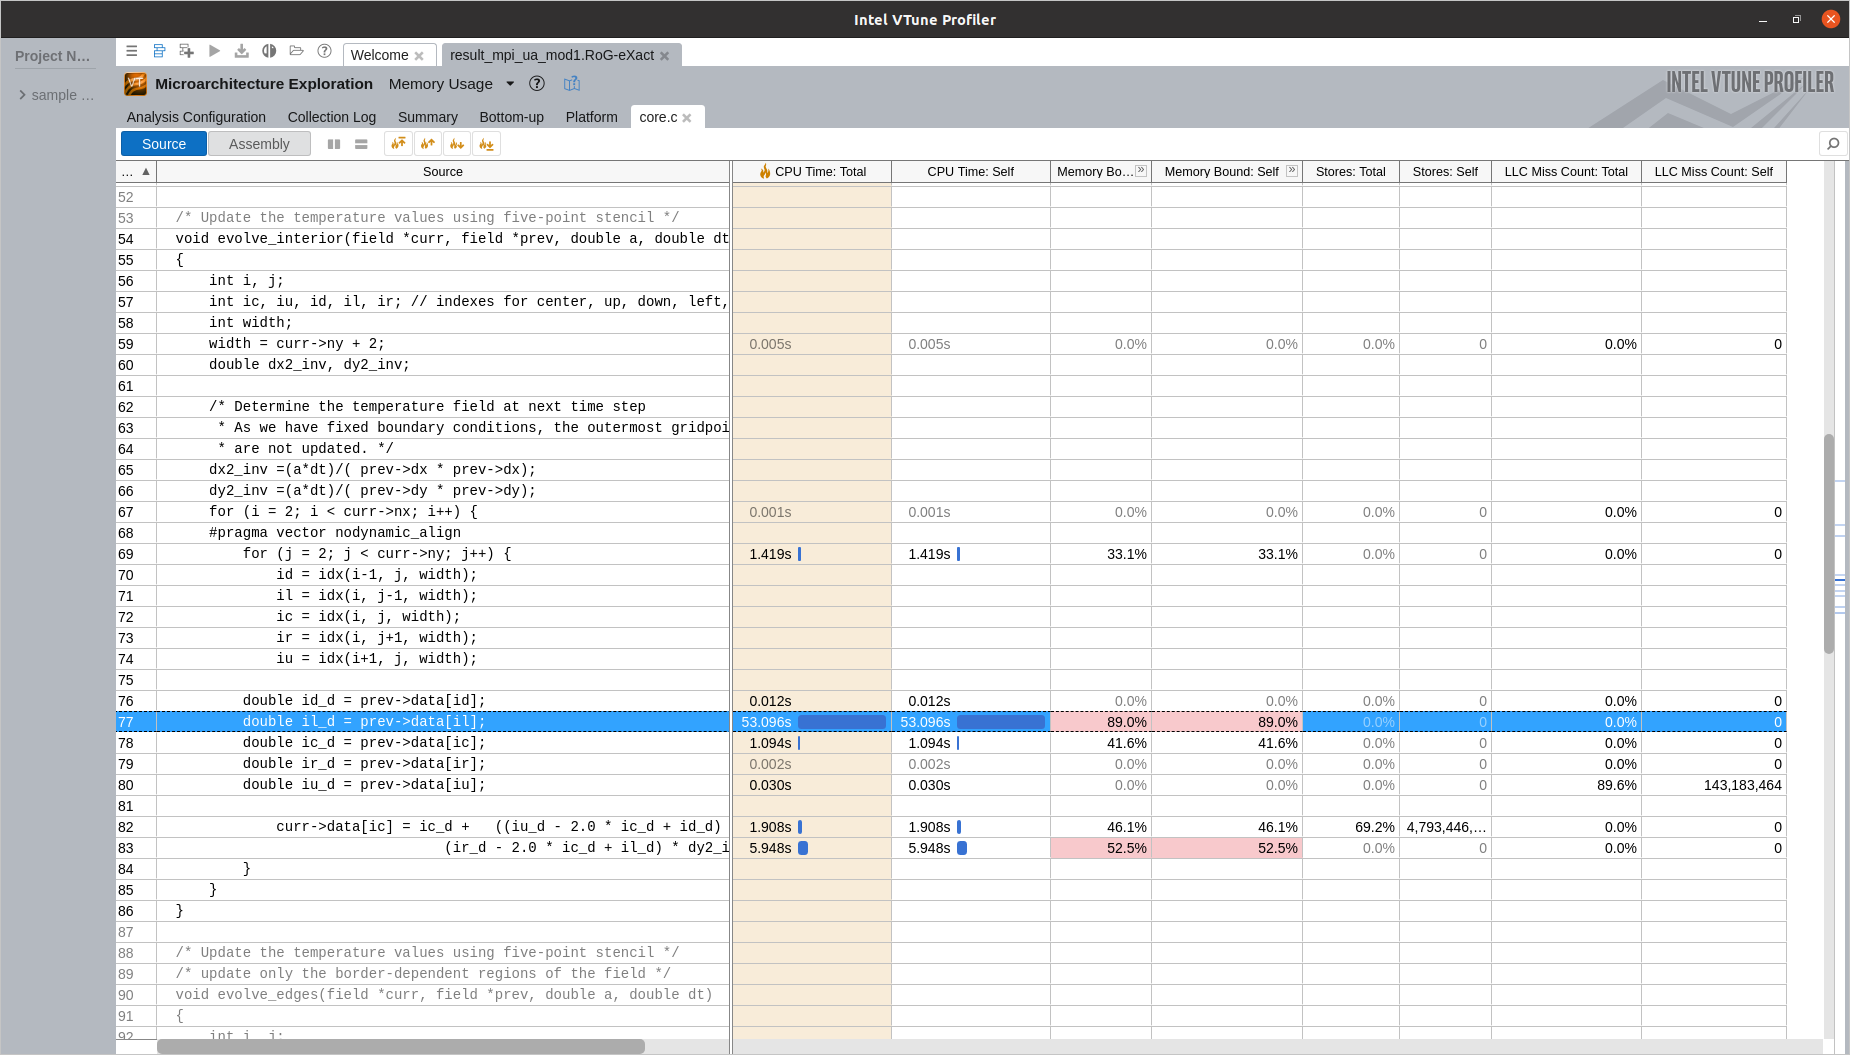 Intel VTune Profiler
Project N...
sample ...
Welcome
result_mpi_ua_mod1.RoG-eXact
Microarchitecture Exploration Memory Usage
INTEL VTUNE PROFILER
Analysis Configuration Collection Log Summary Bottom-up Platform core.c
Source Assembly
... ▲ Source CPU Time: Total CPU Time: Self Memory Bo... Memory Bound: Self Stores: Total Stores: Self LLC Miss Count: Total LLC Miss Count: Self
52
53 /* Update the temperature values using five-point stencil */
54 void evolve_interior(field *curr, field *prev, double a, double dt
55 {
56 int i, j;
57 int ic, iu, id, il, ir; // indexes for center, up, down, left,
58 int width;
59 width = curr->ny + 2; 0.005s 0.005s 0.0% 0.0% 0.0% 0 0.0% 0
60 double dx2_inv, dy2_inv;
61
62 /* Determine the temperature field at next time step
63 * As we have fixed boundary conditions, the outermost gridpoi
64 * are not updated. */
65 dx2_inv =(a*dt)/( prev->dx * prev->dx);
66 dy2_inv =(a*dt)/( prev->dy * prev->dy);
67 for (i = 2; i < curr->nx; i++) { 0.001s 0.001s 0.0% 0.0% 0.0% 0 0.0% 0
68 #pragma vector nodynamic_align
69 for (j = 2; j < curr->ny; j++) { 1.419s 1.419s 33.1% 33.1% 0.0% 0 0.0% 0
70 id = idx(i-1, j, width);
71 il = idx(i, j-1, width);
72 ic = idx(i, j, width);
73 ir = idx(i, j+1, width);
74 iu = idx(i+1, j, width);
75
76 double id_d = prev->data[id]; 0.012s 0.012s 0.0% 0.0% 0.0% 0 0.0% 0
77 double il_d = prev->data[il]; 53.096s 53.096s 89.0% 89.0% 0.0% 0 0.0% 0
78 double ic_d = prev->data[ic]; 1.094s 1.094s 41.6% 41.6% 0.0% 0 0.0% 0
79 double ir_d = prev->data[ir]; 0.002s 0.002s 0.0% 0.0% 0.0% 0 0.0% 0
80 double iu_d = prev->data[iu]; 0.030s 0.030s 0.0% 0.0% 0.0% 0 89.6% 143,183,464
81
82 curr->data[ic] = ic_d + ((iu_d - 2.0 * ic_d + id_d) 1.908s 1.908s 46.1% 46.1% 69.2% 4,793,446,... 0.0% 0
83 (ir_d - 2.0 * ic_d + il_d) * dy2_i 5.948s 5.948s 52.5% 52.5% 0.0% 0 0.0% 0
84 }
85 }
86 }
87
88 /* Update the temperature values using five-point stencil */
89 /* update only the border-dependent regions of the field */
90 void evolve_edges(field *curr, field *prev, double a, double dt)
91 {
92 int i, j;